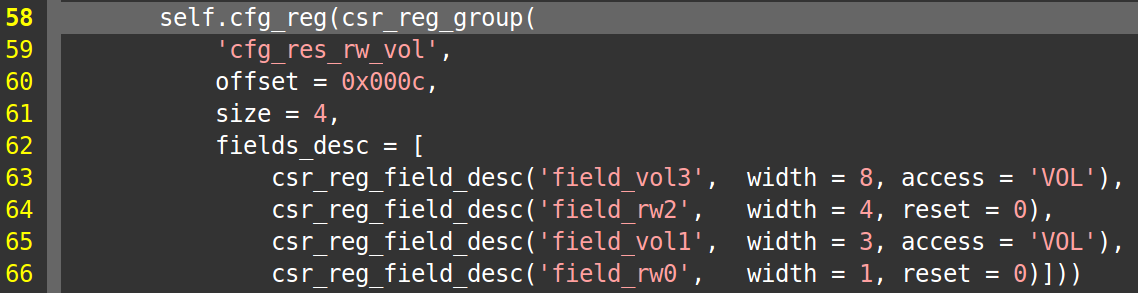 58         self.cfg_reg(csr_reg_group(
59             'cfg_res_rw_vol',
60             offset = 0x000c,
61             size = 4,
62             fields_desc = [
63                 csr_reg_field_desc('field_vol3',  width = 8, access = 'VOL'),
64                 csr_reg_field_desc('field_rw2',   width = 4, reset = 0),
65                 csr_reg_field_desc('field_vol1',  width = 3, access = 'VOL'),
66                 csr_reg_field_desc('field_rw0',   width = 1, reset = 0)]))